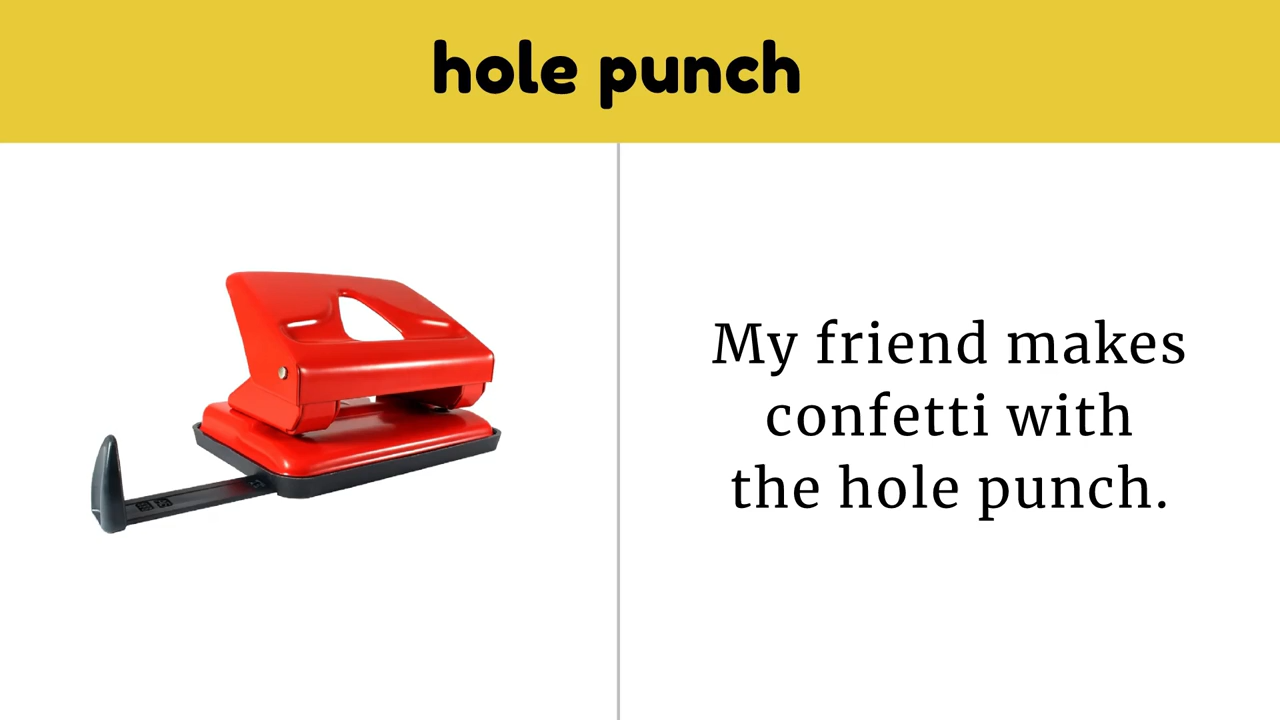 hole punch
My friend makes
confetti with
the hole punch.